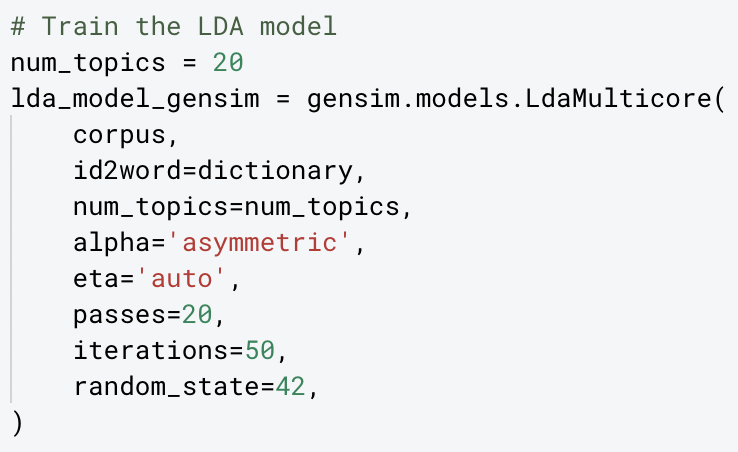 # Train the LDA model
num_topics = 20
lda_model_gensim = gensim.models.LdaMulticore(
    corpus,
    id2word=dictionary,
    num_topics=num_topics,
    alpha='asymmetric',
    eta='auto',
    passes=20,
    iterations=50,
    random_state=42,
)